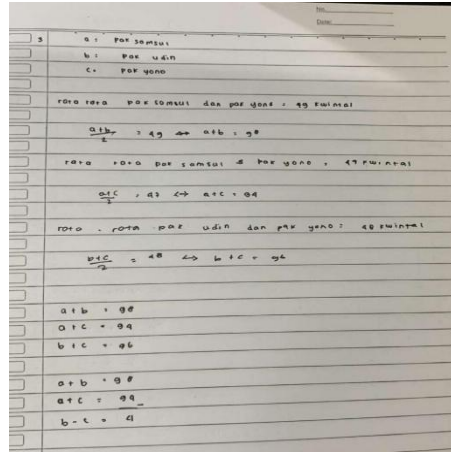 No.
Date:
3 a = pak samsul
b = pak udin
c = pak yono
rata rata pak samsul dan pak yono = 49 kwintal
a+b/2 = 49 ↔ a+b = 98
rata rata pak samsul & pak yono = 47 kwintal
a+c/2 = 47 ↔ a+c = 94
rata - rata pak udin dan pak yono = 48 kwintal
b+c/2 = 48 ↔ b+c = 96
a + b = 98
a + c = 94
b + c = 96
a + b = 98
a + c = 94 -
b - c = 4